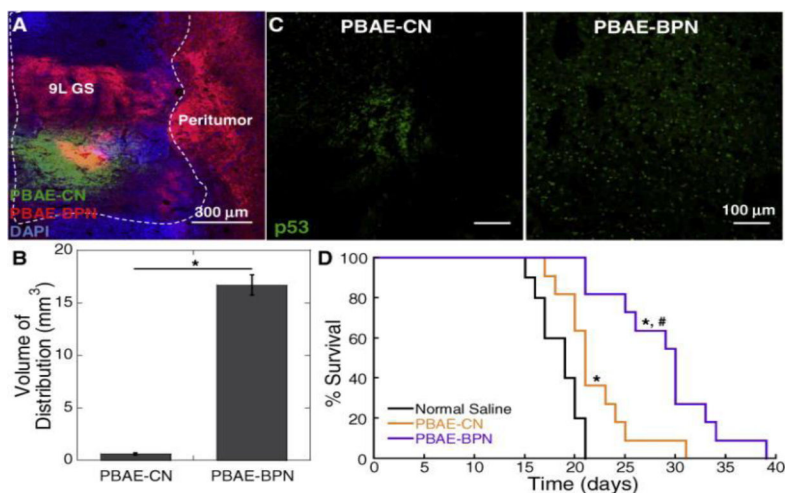 A
9L GS
Peritumor
PBAE-CN
PBAE-BPN
DAPI
300 µm
C
PBAE-CN
PBAE-BPN
p53
100 µm
B
Volume of
Distribution (mm³)
20
15
10
5
0
*
PBAE-CN
PBAE-BPN
D
% Survival
100
80
60
40
20
0
*, #
*
Normal Saline
PBAE-CN
PBAE-BPN
0
5
10
15
20
25
30
35
40
Time (days)